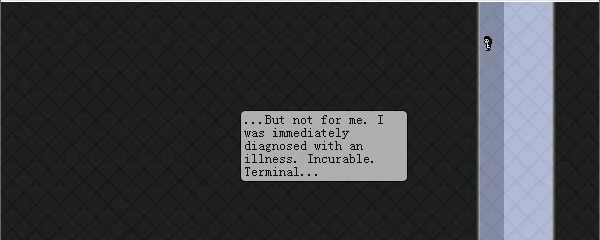 ...But not for me. I
was immediately
diagnosed with an
illness. Incurable.
Terminal...